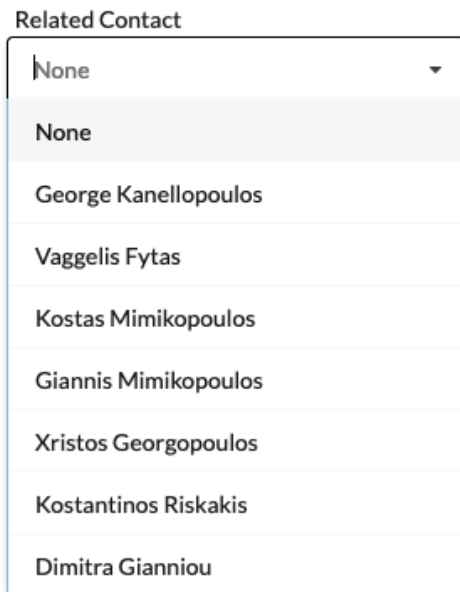 Related Contact
None
None
George Kanellopoulos
Vaggelis Fytas
Kostas Mimikopoulos
Giannis Mimikopoulos
Xristos Georgopoulos
Kostantinos Riskakis
Dimitra Gianniou